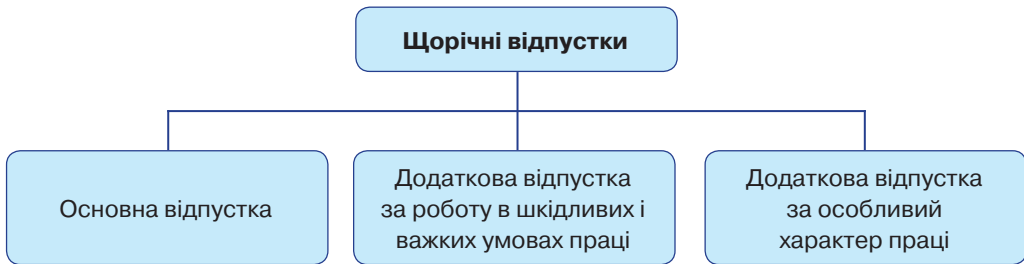 Щорічні відпустки
Основна відпустка
Додаткова відпустка
за роботу в шкідливих і
важких умовах праці
Додаткова відпустка
за особливий
характер праці